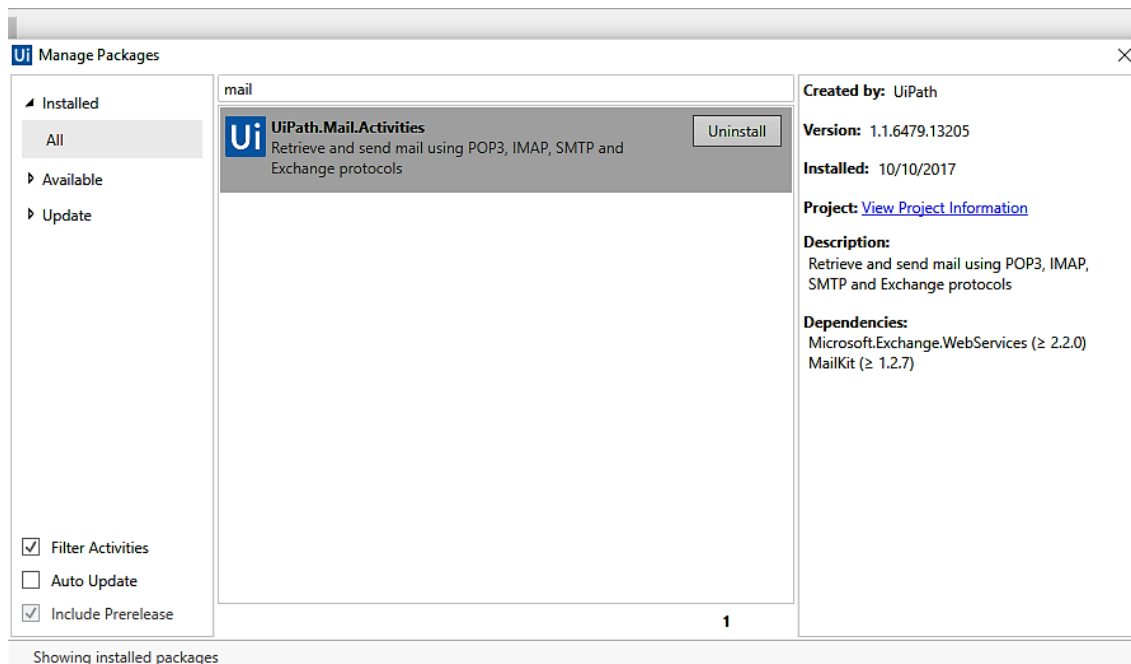 Ui Manage Packages
Installed
All
Available
Update
Filter Activities
Auto Update
Include Prerelease
mail
Ui
UiPath.Mail.Activities
Retrieve and send mail using POP3, IMAP, SMTP and
Exchange protocols
Uninstall
1
Created by: UiPath
Version: 1.1.6479.13205
Installed: 10/10/2017
Project: View Project Information
Description:
Retrieve and send mail using POP3, IMAP,
SMTP and Exchange protocols
Dependencies:
Microsoft.Exchange.WebServices (≥ 2.2.0)
MailKit (≥ 1.2.7)
Showing installed packages